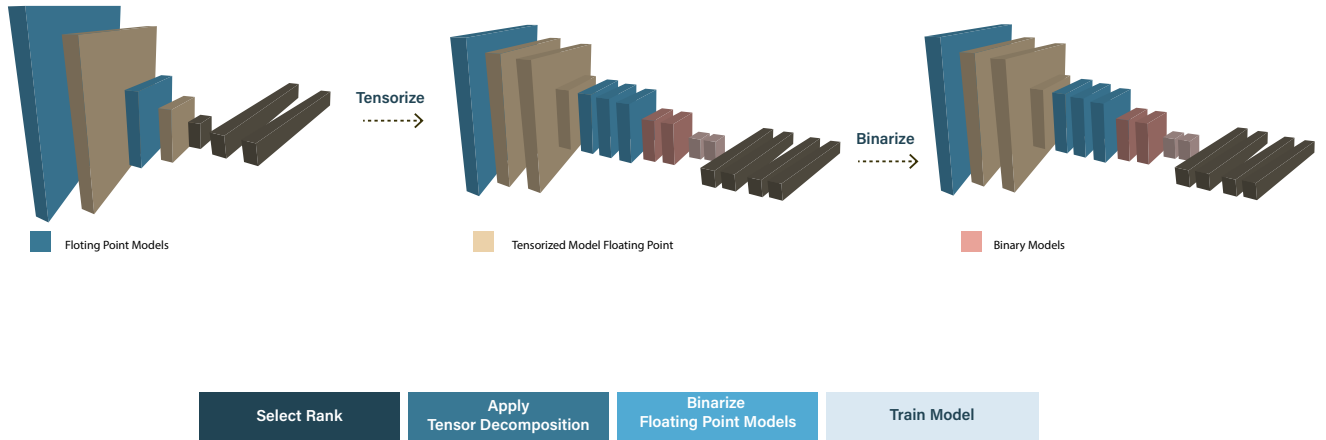 Tensorize
Binarize
Floting Point Models
Tensorized Model Floating Point
Binary Models
Select Rank
Apply
Tensor Decomposition
Binarize
Floating Point Models
Train Model